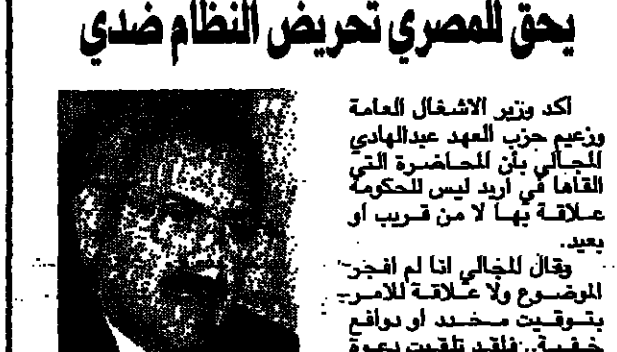 يحق للمصري تحريض النظام ضدي
اكد وزير الاشغال العامة
وزعيم حزب العهد عبدالهادي
المجالي بأن المحاضرة التي
القاها في اربد ليس للحكومة
علاقة بها لا من قريب او
بعيد.
وقال المجالي انا لم افجر
الموضوع ولا علاقة للامر
بتوقيت محدد او دوافع
خفية.. فلقد تلقيت دعوة